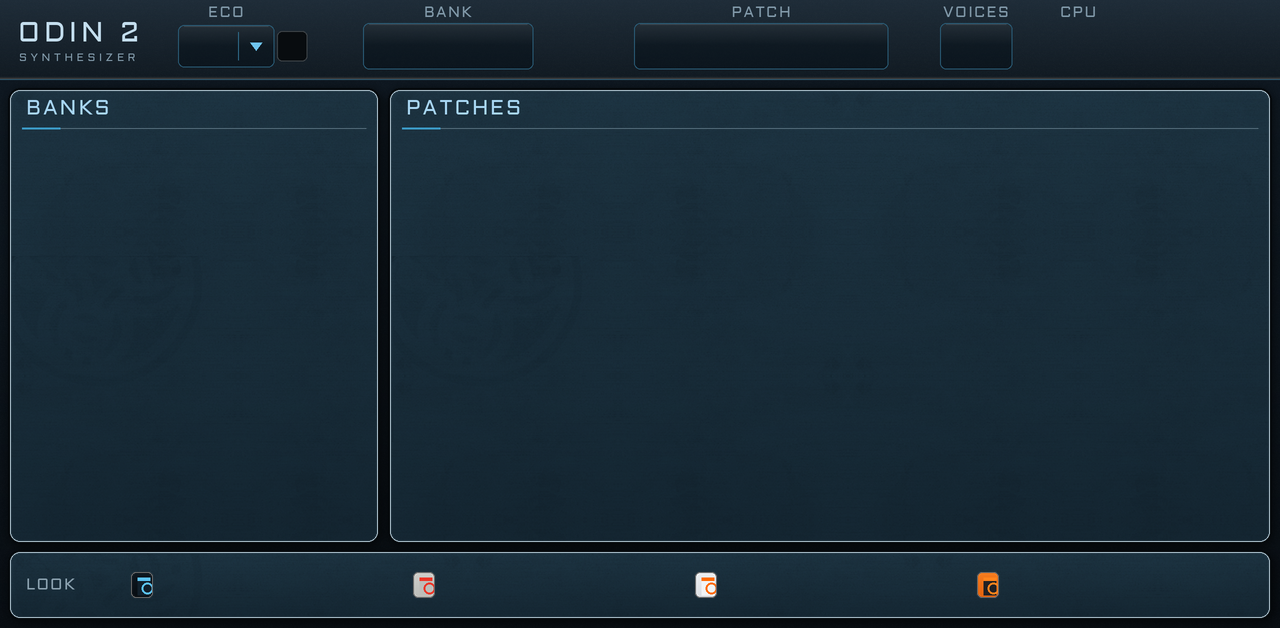 ODIN 2
SYNTHESIZER
ECO
BANK
PATCH
VOICES
CPU
BANKS
PATCHES
LOOK